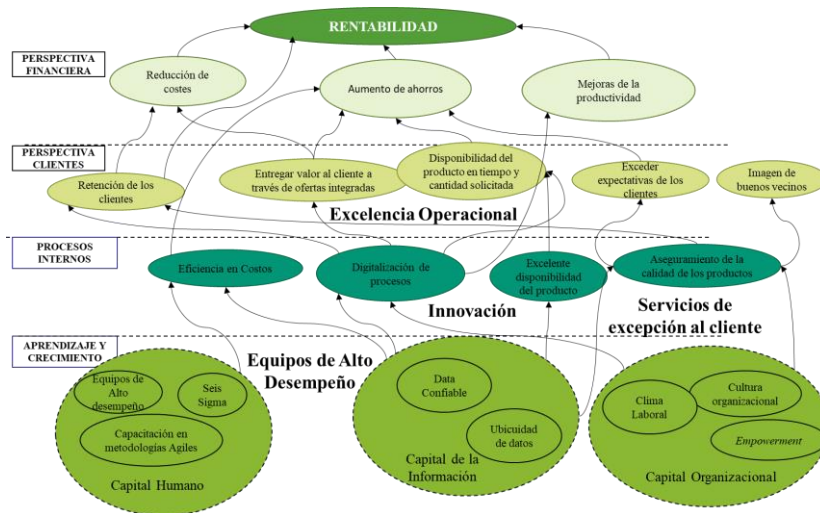 RENTABILIDAD
PERSPECTIVA
FINANCIERA
Reducción de
costes
Aumento de ahorros
Mejoras de la
productividad
PERSPECTIVA
CLIENTES
Retención de los
clientes
Entregar valor al cliente a
través de ofertas integradas
Disponibilidad del
producto en tiempo y
cantidad solicitada
Exceder
expectativas de los
clientes
Imagen de
buenos vecinos
Excelencia Operacional
PROCESOS
INTERNOS
Eficiencia en Costos
Digitalización de
procesos
Excelente
disponibilidad
del producto
Aseguramiento de la
calidad de los productos
Innovación
Servicios de
excepción al cliente
APRENDIZAJE Y
CRECIMIENTO
Equipos de Alto
Desempeño
Equipos de
Alto
desempeño
Seis
Sigma
Capacitación en
metodologías Agiles
Capital Humano
Data
Confiable
Ubicuidad
de datos
Capital de la
Información
Clima
Laboral
Cultura
organizacional
Empowerment
Capital Organizacional